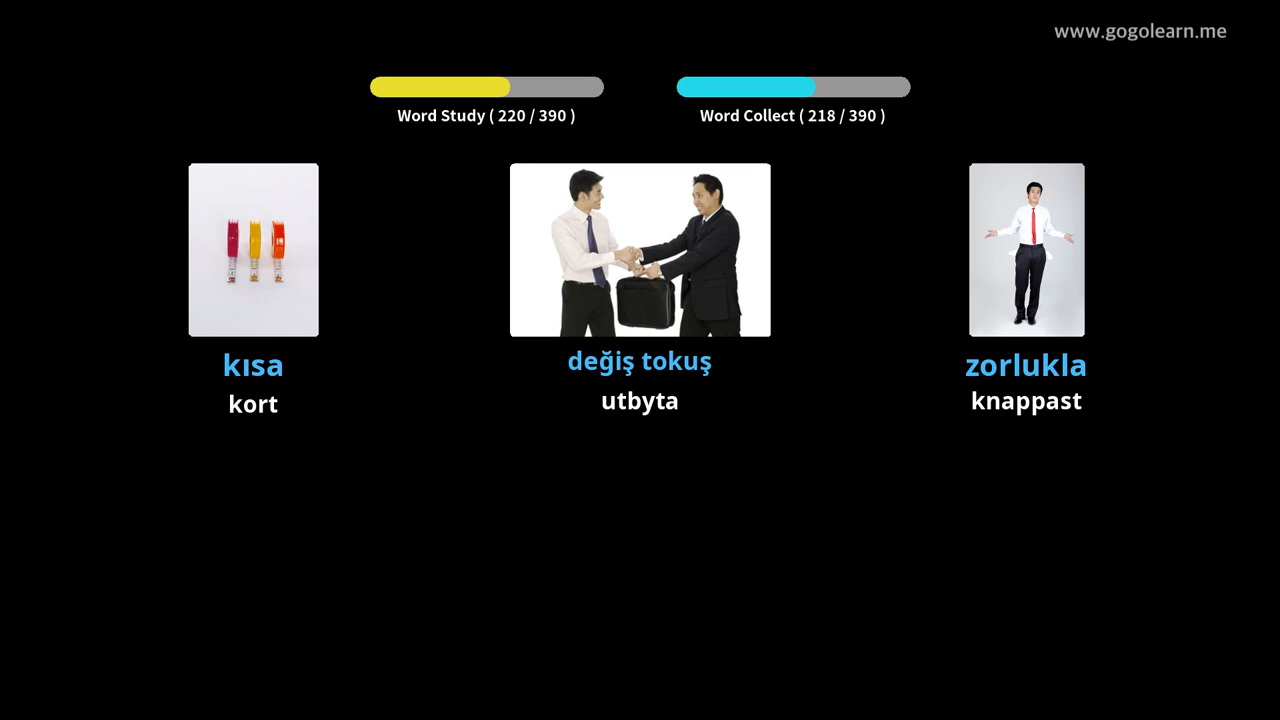 www.gogolearn.me
Word Study ( 220 / 390 )
Word Collect ( 218 / 390 )
kısa
değiş tokuş
zorlukla
kort
utbyta
knappast